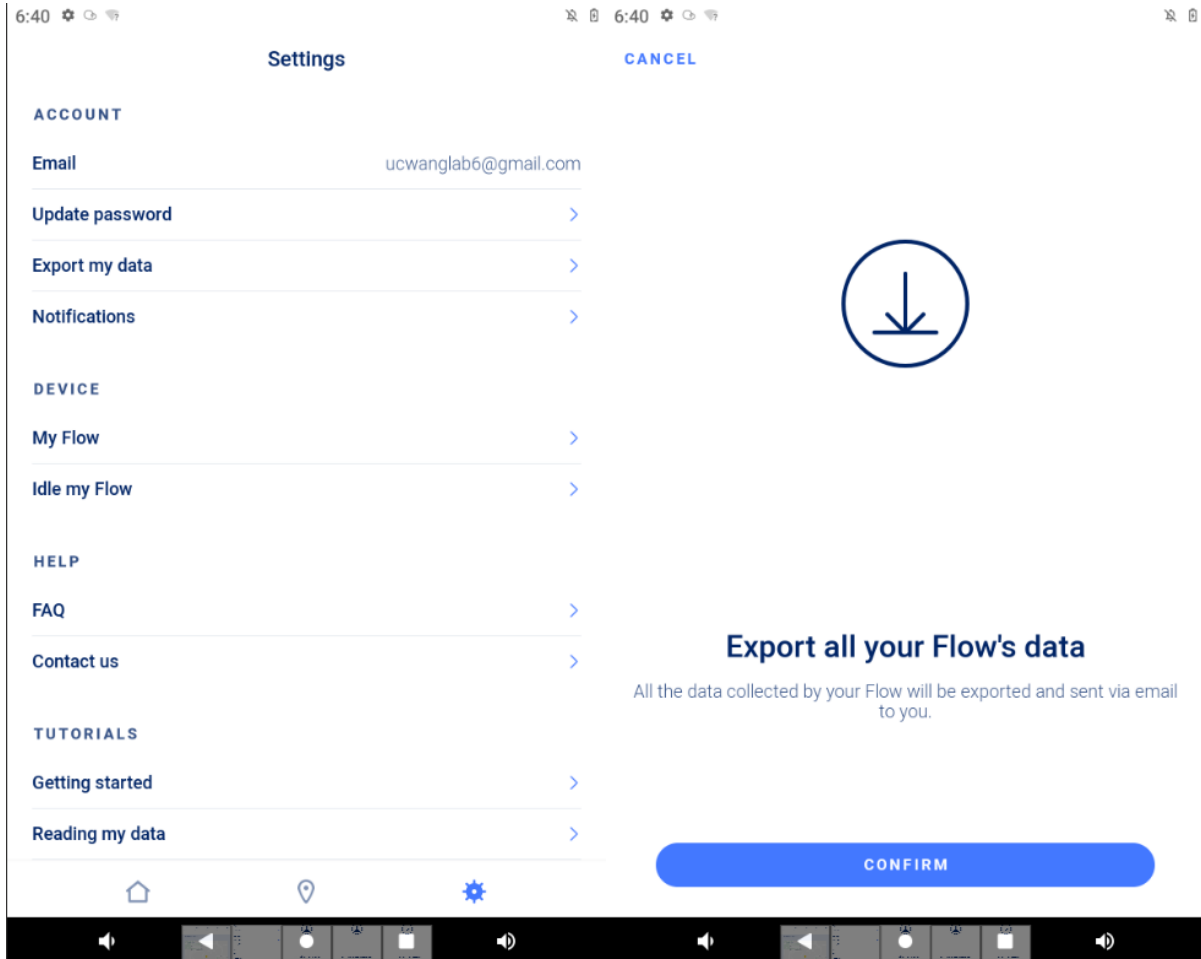 6:40
Settings
ACCOUNT
Email ucwanglab6@gmail.com
Update password
Export my data
Notifications
DEVICE
My Flow
Idle my Flow
HELP
FAQ
Contact us
TUTORIALS
Getting started
Reading my data
6:40
CANCEL
Export all your Flow's data
All the data collected by your Flow will be exported and sent via email
to you.
CONFIRM